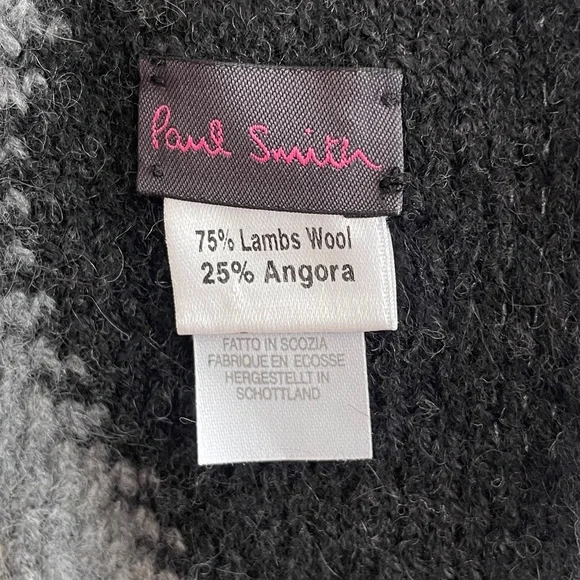 Paul Smith
75% Lambs Wool
25% Angora
FATTO IN SCOZIA
FABRIQUE EN ECOSSE
HERGESTELLT IN
SCHOTTLAND